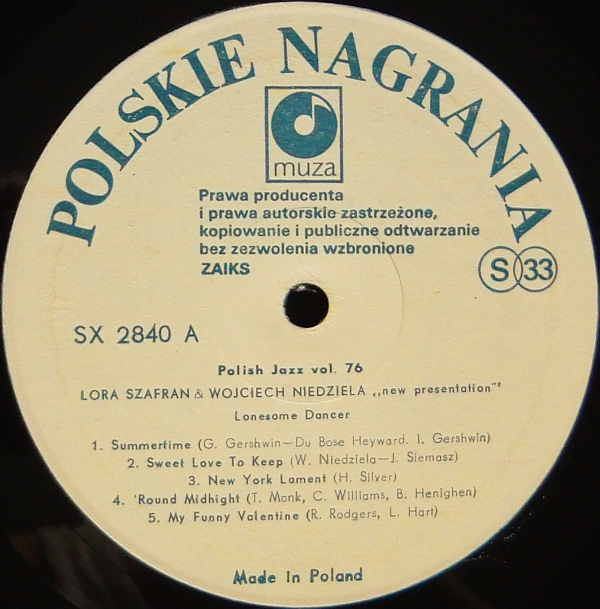 POLSKIE NAGRANIA
muza
Prawa producenta
i prawa autorskie zastrzeżone,
kopiowanie i publiczne odtwarzanie
bez zezwolenia wzbronione
ZAIKS
S 33
SX 2840 A
Polish Jazz vol. 76
LORA SZAFRAN & WOJCIECH NIEDZIELA „new presentation"
Lonesome Dancer
1. Summertime (G. Gershwin—Du Bose Heyward. I. Gershwin)
2. Sweet Love To Keep (W. Niedziela—J. Siemasz)
3. New York Lament (H. Silver)
4. 'Round Midhight (T. Monk, C. Williams, B. Henighen)
5. My Funny Valentine (R. Rodgers, L. Hart)
Made in Poland